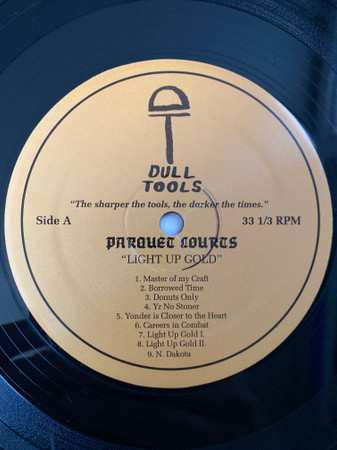 DULL
TOOLS
"The sharper the tools, the darker the times."
Side A 33 1/3 RPM
PARQUET COURTS
"LIGHT UP GOLD"
1. Master of my Craft
2. Borrowed Time
3. Donuts Only
4. Yr No Stoner
5. Yonder is Closer to the Heart
6. Careers in Combat
7. Light Up Gold I.
8. Light Up Gold II.
9. N. Dakota